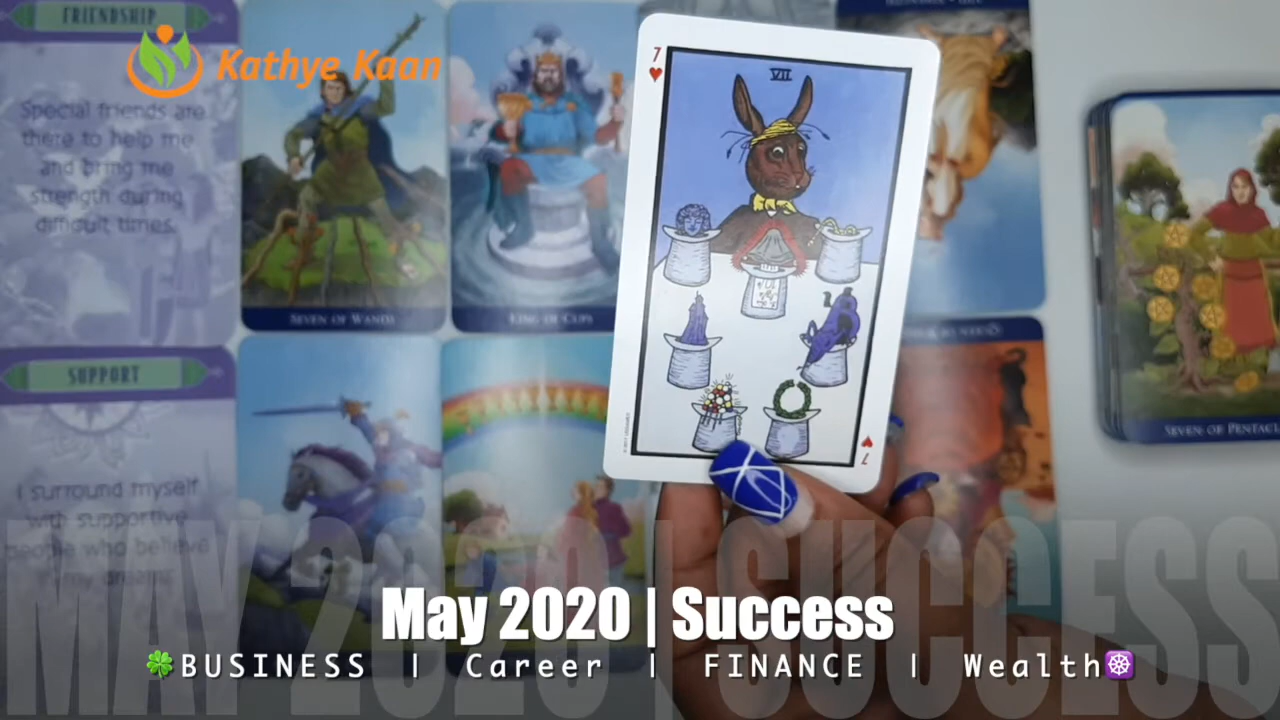 FRIENDSHIP
Special friends are
there to help me
and bring me
strength during
difficult times.
Kathye Kaan
SEVEN OF WANDS
KING OF CUPS
7
VII
7
SEVEN OF PENTACL
SUPPORT
I surround myself
with supportive
people who believe
in my dreams.
MAY 2020 | SUCCESS
May 2020 | Success
🍀BUSINESS | Career | FINANCE | Wealth☸️